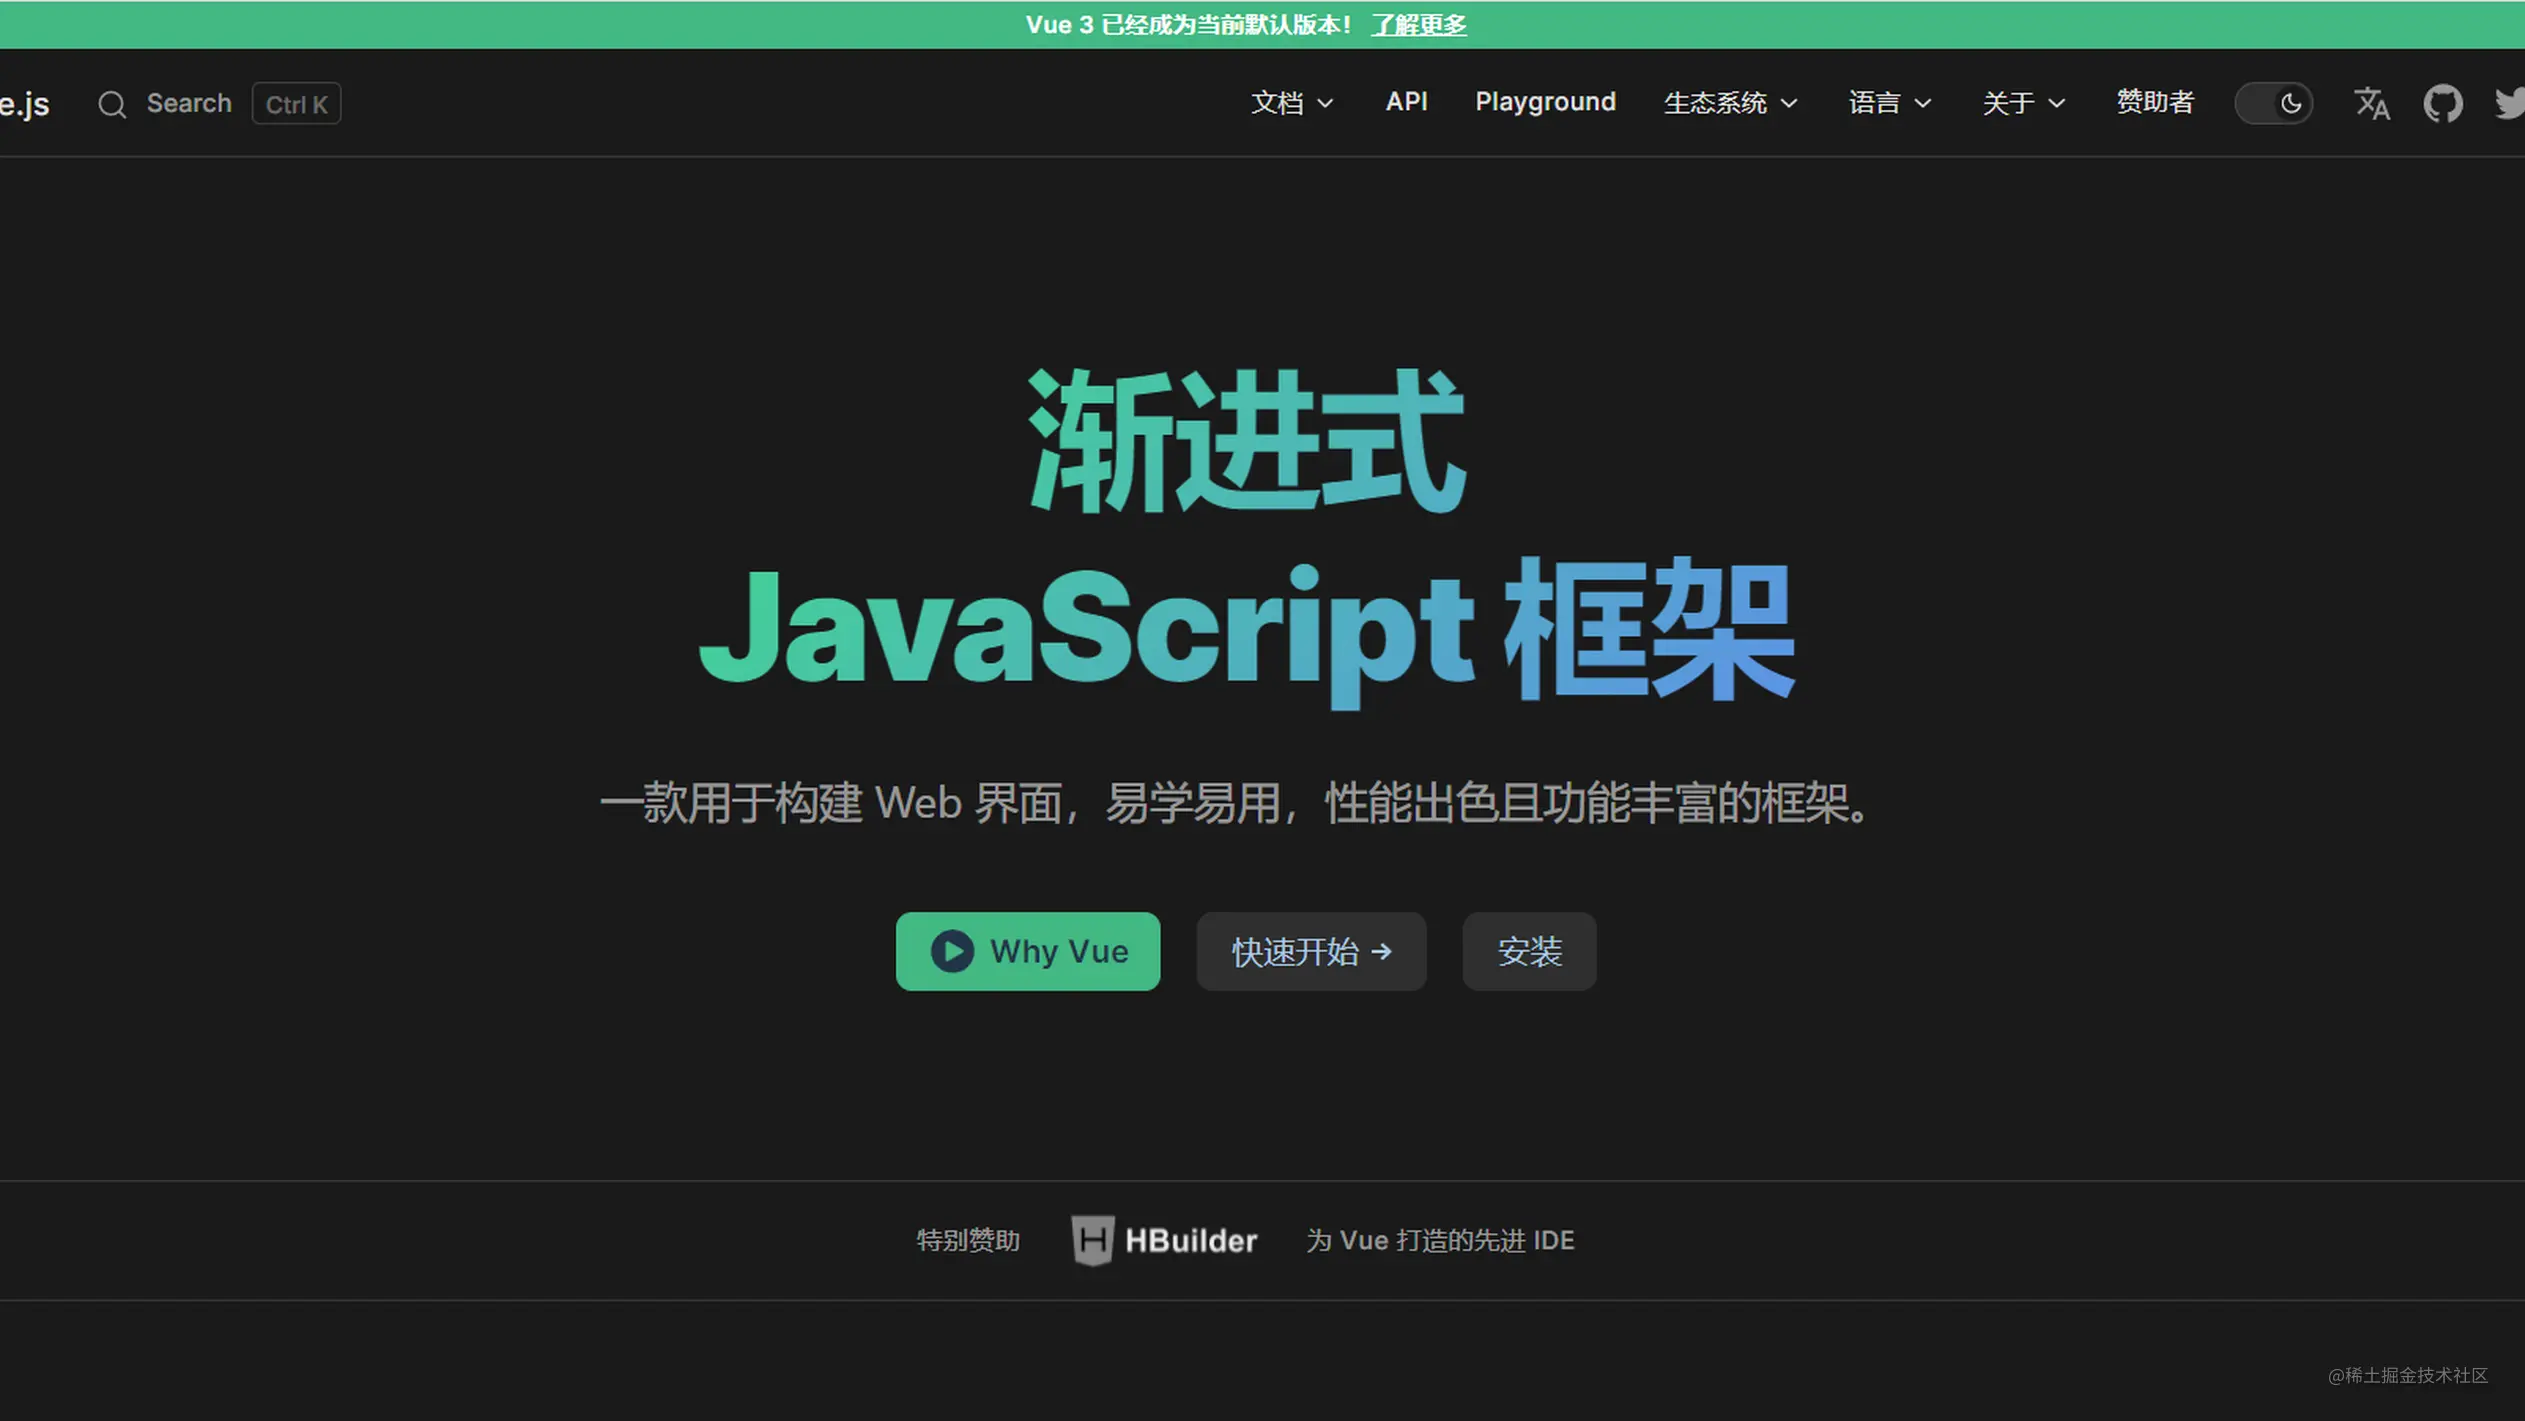 Vue 3 已经成为当前默认版本！ 了解更多
e.js Search Ctrl K 文档 API Playground 生态系统 语言 关于 赞助者
渐进式
JavaScript 框架
一款用于构建 Web 界面，易学易用，性能出色且功能丰富的框架。
Why Vue 快速开始 → 安装
特别赞助 H HBuilder 为 Vue 打造的先进 IDE
@稀土掘金技术社区